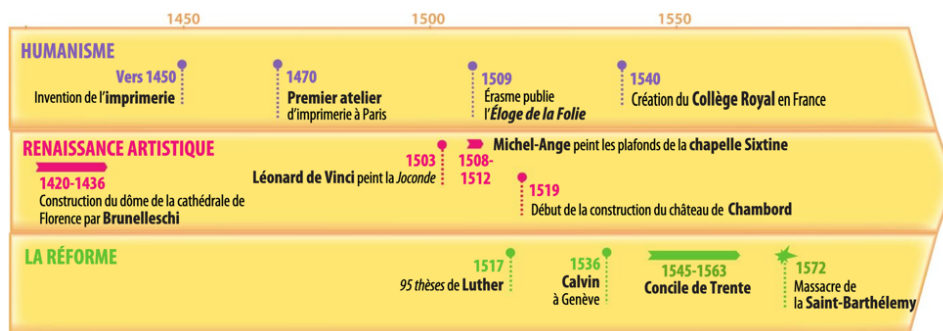 1450 1500 1550
HUMANISME
Vers 1450
Invention de l'imprimerie
1470
Premier atelier
d'imprimerie à Paris
1509
Érasme publie
l'Éloge de la Folie
1540
Création du Collège Royal en France
RENAISSANCE ARTISTIQUE
1420-1436
Construction du dôme de la cathédrale de
Florence par Brunelleschi
1503
Léonard de Vinci peint la Joconde
1508-
1512
Michel-Ange peint les plafonds de la chapelle Sixtine
1519
Début de la construction du château de Chambord
LA RÉFORME
1517
95 thèses de Luther
1536
Calvin
à Genève
1545-1563
Concile de Trente
1572
Massacre de
la Saint-Barthélemy